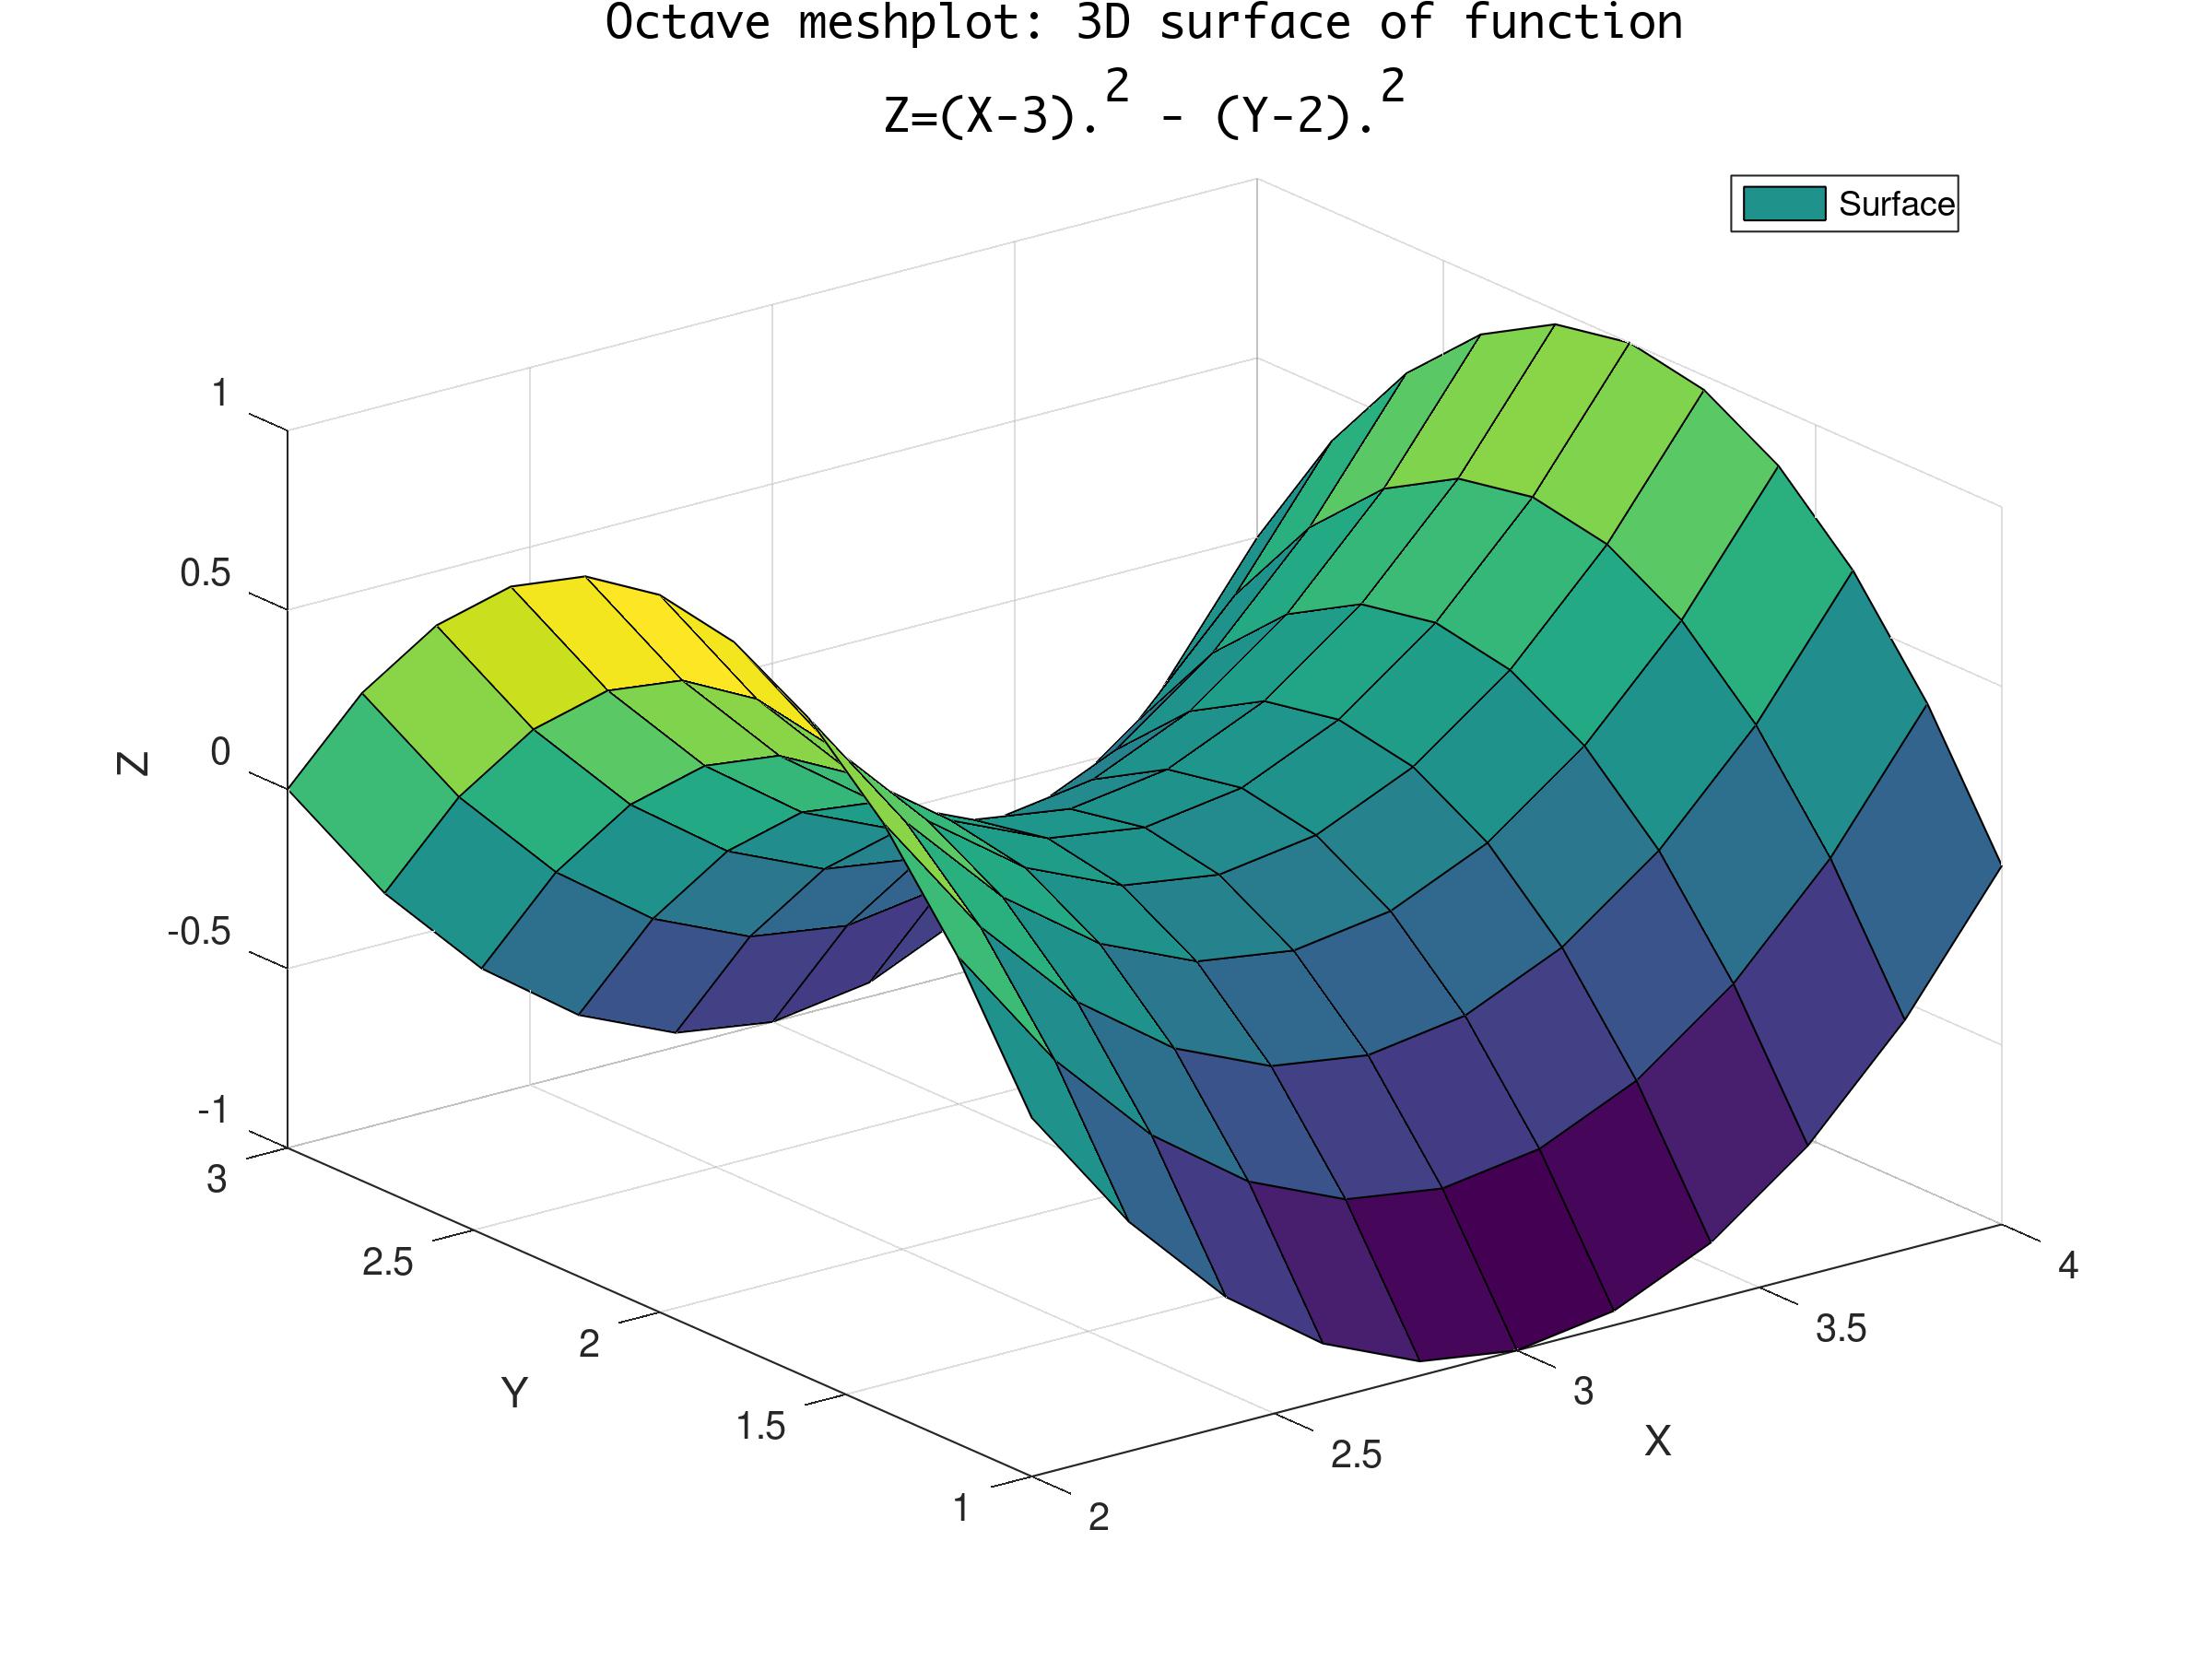 Octave meshplot: 3D surface of function
Z=(X-3).² - (Y-2).²
Surface
1
0.5
0
-0.5
-1
Z
3
2.5
2
1.5
1
Y
2
2.5
3
3.5
4
X